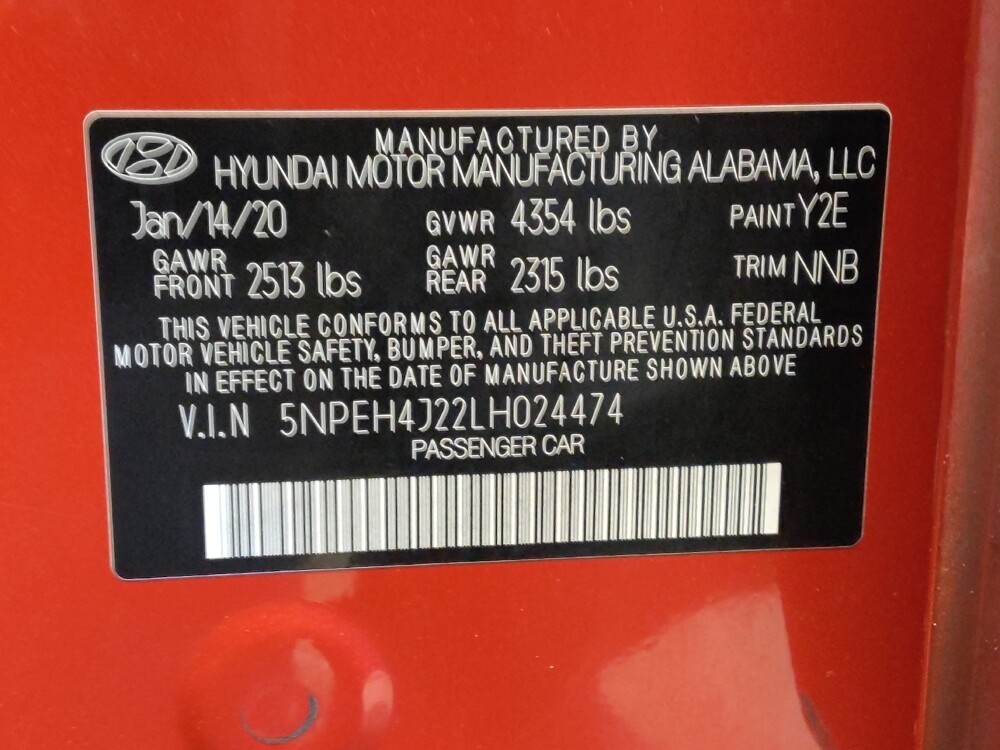 MANUFACTURED BY
HYUNDAI MOTOR MANUFACTURING ALABAMA, LLC
Jan/14/20 GVWR 4354 lbs PAINT Y2E
GAWR FRONT 2513 lbs GAWR REAR 2315 lbs TRIM NNB
THIS VEHICLE CONFORMS TO ALL APPLICABLE U.S.A. FEDERAL
MOTOR VEHICLE SAFETY, BUMPER, AND THEFT PREVENTION STANDARDS
IN EFFECT ON THE DATE OF MANUFACTURE SHOWN ABOVE
V.I.N 5NPEH4J22LH024474
PASSENGER CAR